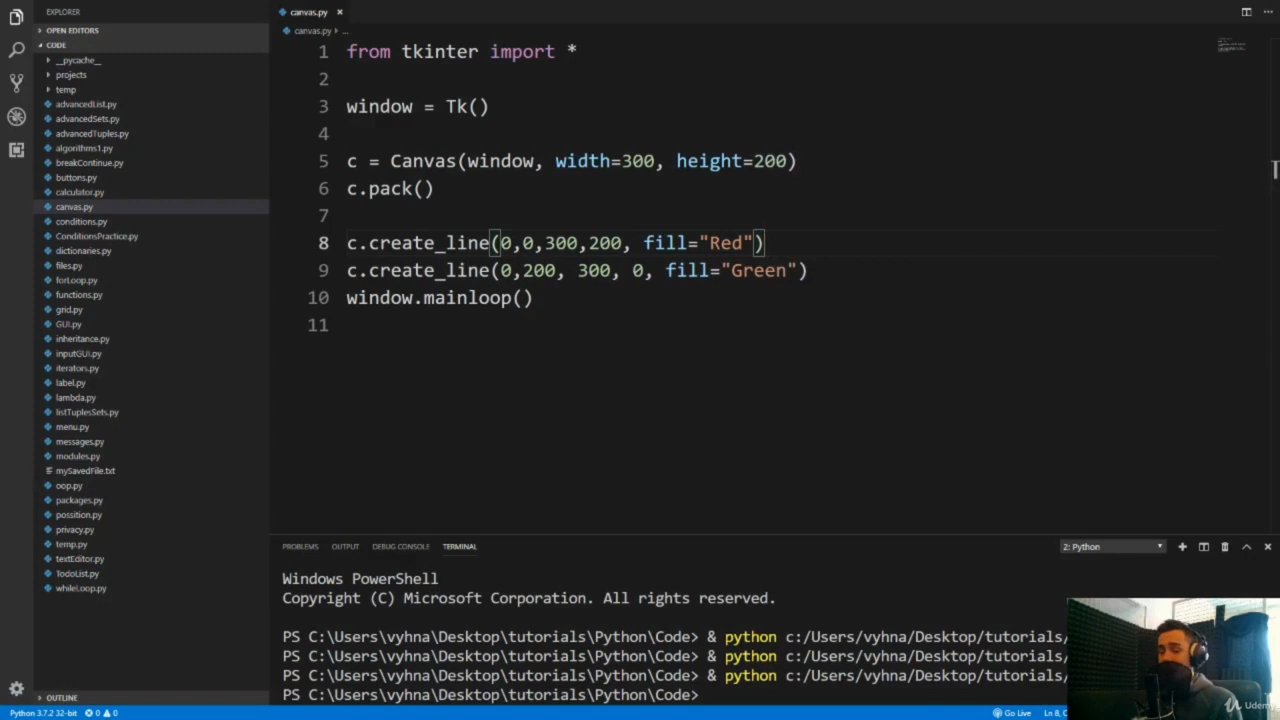 EXPLORER
OPEN EDITORS
CODE
__pycache__
projects
temp
advancedList.py
advancedSets.py
advancedTuples.py
algorithms1.py
breakContinue.py
buttons.py
calculator.py
canvas.py
conditions.py
ConditionsPractice.py
dictionaries.py
files.py
forLoop.py
functions.py
grid.py
GUI.py
inheritance.py
inputGUI.py
iterators.py
label.py
lambda.py
listTuplesSets.py
menu.py
messages.py
modules.py
mySavedFile.txt
oop.py
packages.py
possition.py
privacy.py
temp.py
textEditor.py
TodoList.py
whileLoop.py
OUTLINE
canvas.py ×
canvas.py ...
1 from tkinter import *
2
3 window = Tk()
4
5 c = Canvas(window, width=300, height=200)
6 c.pack()
7
8 c.create_line(0,0,300,200, fill="Red")
9 c.create_line(0,200, 300, 0, fill="Green")
10 window.mainloop()
11
PROBLEMS OUTPUT DEBUG CONSOLE TERMINAL 2: Python
Windows PowerShell
Copyright (C) Microsoft Corporation. All rights reserved.
PS C:\Users\vyhna\Desktop\tutorials\Python\Code> & python c:/Users/vyhna/Desktop/tutorials/
PS C:\Users\vyhna\Desktop\tutorials\Python\Code> & python c:/Users/vyhna/Desktop/tutorials/
PS C:\Users\vyhna\Desktop\tutorials\Python\Code> & python c:/Users/vyhna/Desktop/tutorials/
PS C:\Users\vyhna\Desktop\tutorials\Python\Code>
Python 3.7.2 32-bit 0 0 Go Live Ln 8,
Udemy